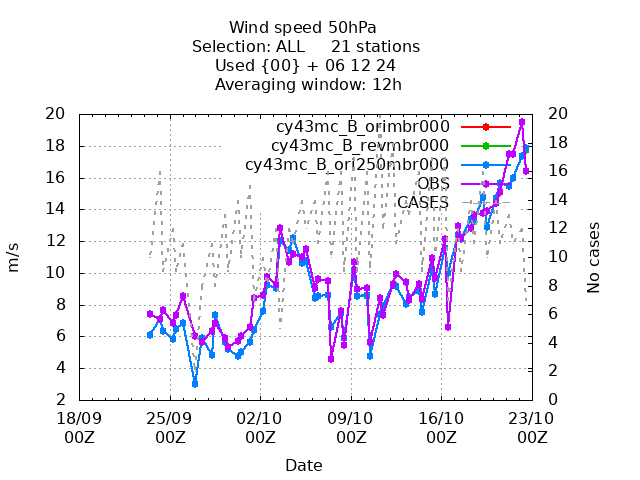 Wind speed 50hPa
Selection: ALL 21 stations
Used {00} + 06 12 24
Averaging window: 12h
cy43mc_B_orimbr000
cy43mc_B_revmbr000
cy43mc_B_ori250mbr000
OBS
CASES
20
18
16
14
12
10
8
6
4
2
m/s
20
18
16
14
12
10
8
6
4
2
0
No cases
18/09 25/09 02/10 09/10 16/10 23/10
00Z 00Z 00Z 00Z 00Z 00Z
Date